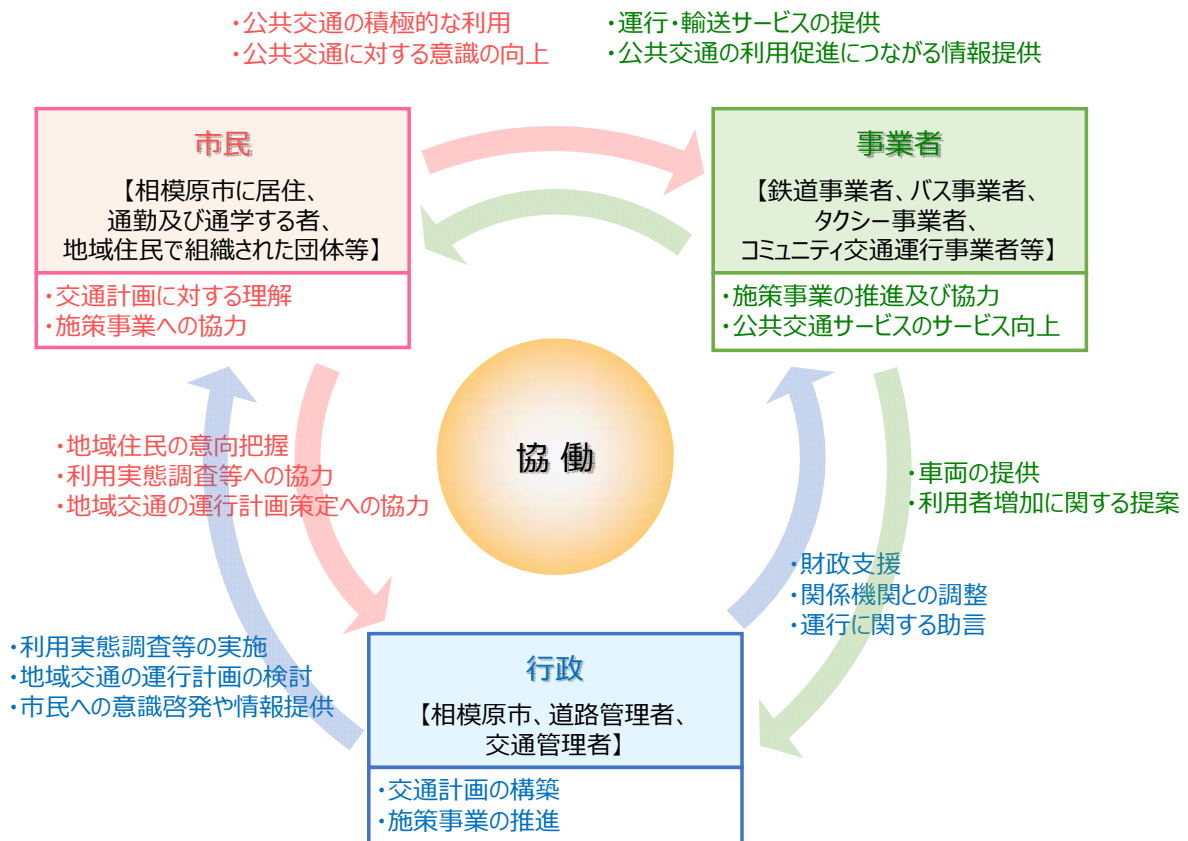 ・公共交通の積極的な利用
・公共交通に対する意識の向上
・運行・輸送サービスの提供
・公共交通の利用促進につながる情報提供
市民
【相模原市に居住、
通勤及び通学する者、
地域住民で組織された団体等】
・交通計画に対する理解
・施策事業への協力
事業者
【鉄道事業者、バス事業者、
タクシー事業者、
コミュニティ交通運行事業者等】
・施策事業の推進及び協力
・公共交通サービスのサービス向上
・地域住民の意向把握
・利用実態調査等への協力
・地域交通の運行計画策定への協力
協 働
・車両の提供
・利用者増加に関する提案
・財政支援
・関係機関との調整
・運行に関する助言
・利用実態調査等の実施
・地域交通の運行計画の検討
・市民への意識啓発や情報提供
行政
【相模原市、道路管理者、
交通管理者】
・交通計画の構築
・施策事業の推進